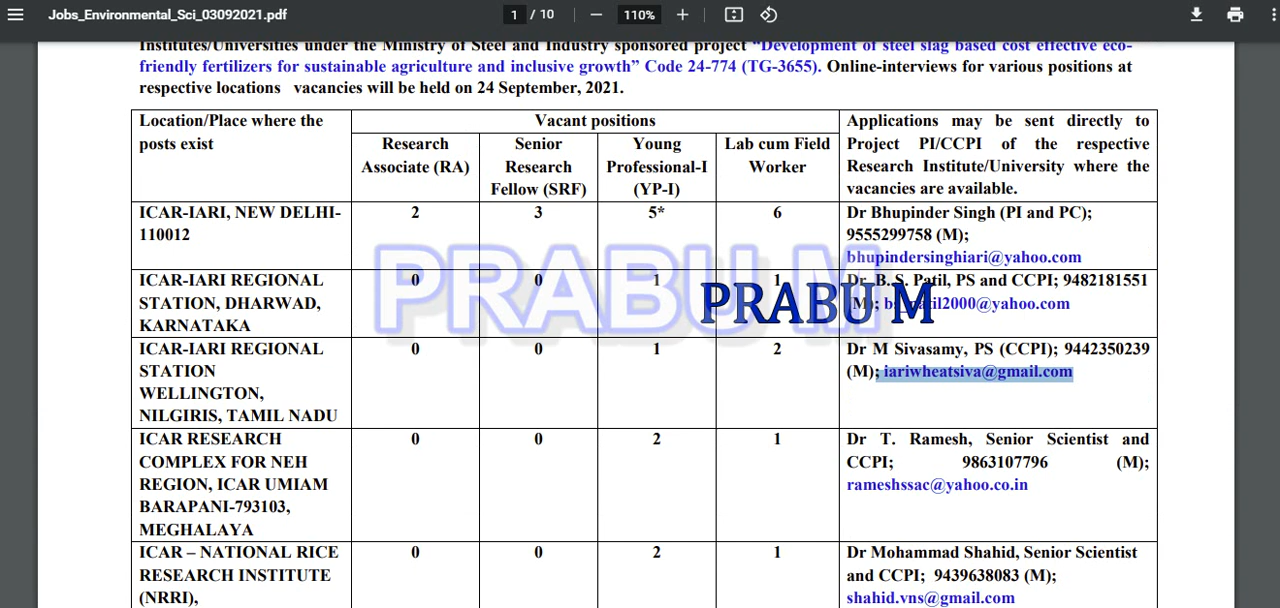 Jobs_Environmental_Sci_03092021.pdf
1 / 10
110%
Institutes/Universities under the Ministry of Steel and Industry sponsored project “Development of steel slag based cost effective eco-
friendly fertilizers for sustainable agriculture and inclusive growth” Code 24-774 (TG-3655). Online-interviews for various positions at
respective locations vacancies will be held on 24 September, 2021.
Location/Place where the
posts exist
Vacant positions
Research
Associate (RA)
Senior
Research
Fellow (SRF)
Young
Professional-I
(YP-I)
Lab cum Field
Worker
Applications may be sent directly to
Project PI/CCPI of the respective
Research Institute/University where the
vacancies are available.
ICAR-IARI, NEW DELHI-
110012
2
3
5*
6
Dr Bhupinder Singh (PI and PC);
9555299758 (M);
bhupindersinghiari@yahoo.com
ICAR-IARI REGIONAL
STATION, DHARWAD,
KARNATAKA
0
0
1
1
Dr. B. S. Patil, PS and CCPI; 9482181551
(M); bs_patil2000@yahoo.com
PRABU M
PRABU M
ICAR-IARI REGIONAL
STATION
WELLINGTON,
NILGIRIS, TAMIL NADU
0
0
1
2
Dr M Sivasamy, PS (CCPI); 9442350239
(M); iariwheatsiva@gmail.com
ICAR RESEARCH
COMPLEX FOR NEH
REGION, ICAR UMIAM
BARAPANI-793103,
MEGHALAYA
0
0
2
1
Dr T. Ramesh, Senior Scientist and
CCPI; 9863107796 (M);
rameshssac@yahoo.co.in
ICAR – NATIONAL RICE
RESEARCH INSTITUTE
(NRRI),
0
0
2
1
Dr Mohammad Shahid, Senior Scientist
and CCPI; 9439638083 (M);
shahid.vns@gmail.com